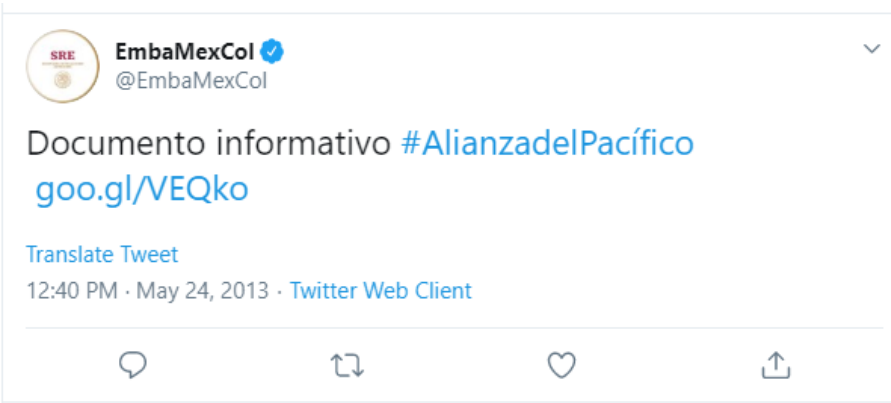 SRE
EmbaMexCol
@EmbaMexCol
Documento informativo #AlianzadelPacífico
goo.gl/VEQko
Translate Tweet
12:40 PM · May 24, 2013 · Twitter Web Client